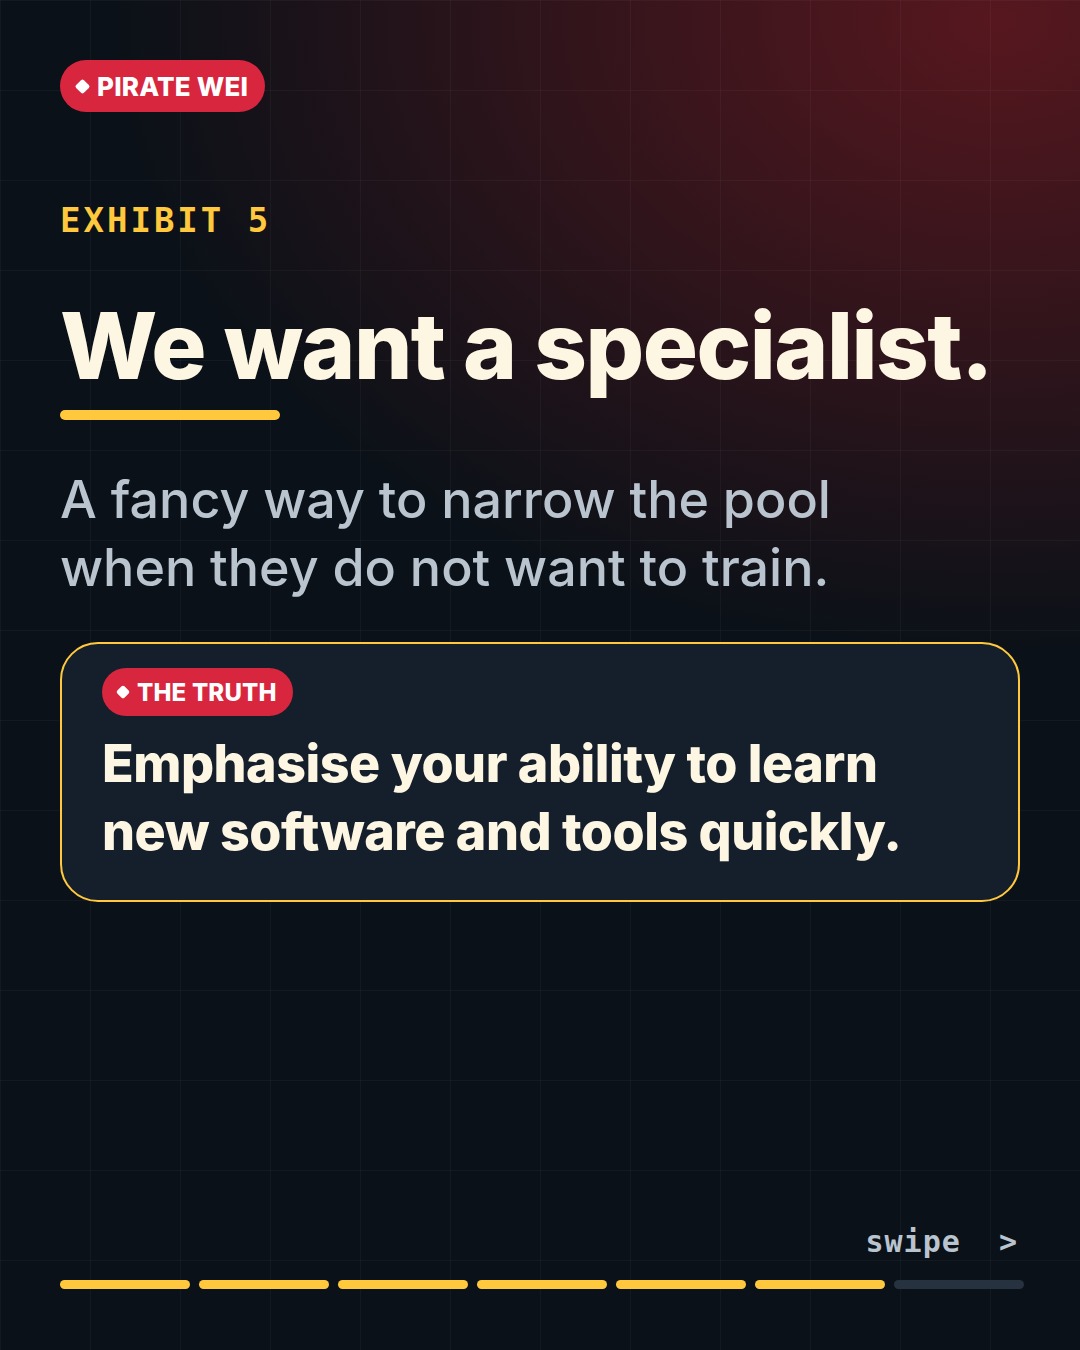 PIRATE WEI
EXHIBIT 5
We want a specialist.
A fancy way to narrow the pool
when they do not want to train.
THE TRUTH
Emphasise your ability to learn
new software and tools quickly.
swipe >